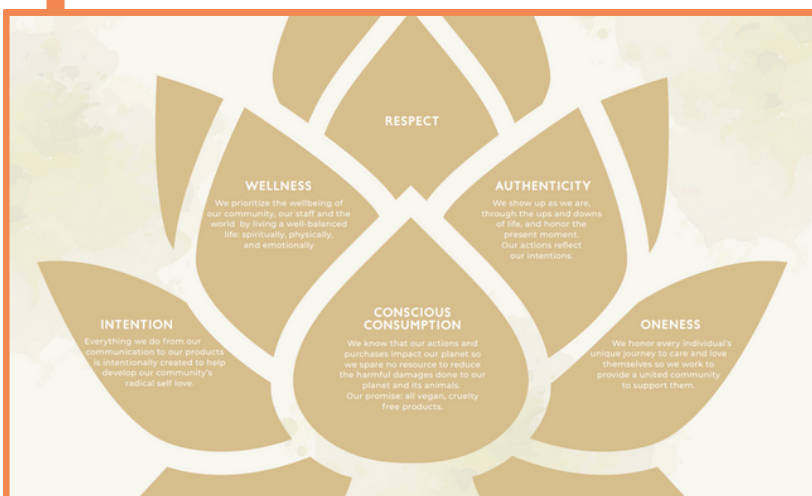 RESPECT
WELLNESS
We prioritize the wellbeing of
our community, our staff and the
world by living a well-balanced
life: spiritually, physically,
and emotionally
AUTHENTICITY
We show up as we are,
through the ups and downs
of life, and honor the
present moment.
Our actions reflect
our intentions.
INTENTION
Everything we do from our
communication to our products
is intentionally created to help
develop our community's
radical self love.
CONSCIOUS
CONSUMPTION
We know that our actions and
purchases impact our planet so
we spare no resource to reduce
the harmful damages done to our
planet and its animals.
Our promise: all vegan, cruelty
free products.
ONENESS
We honor every individual's
unique journey to care and love
themselves so we work to
provide a united community
to support them.